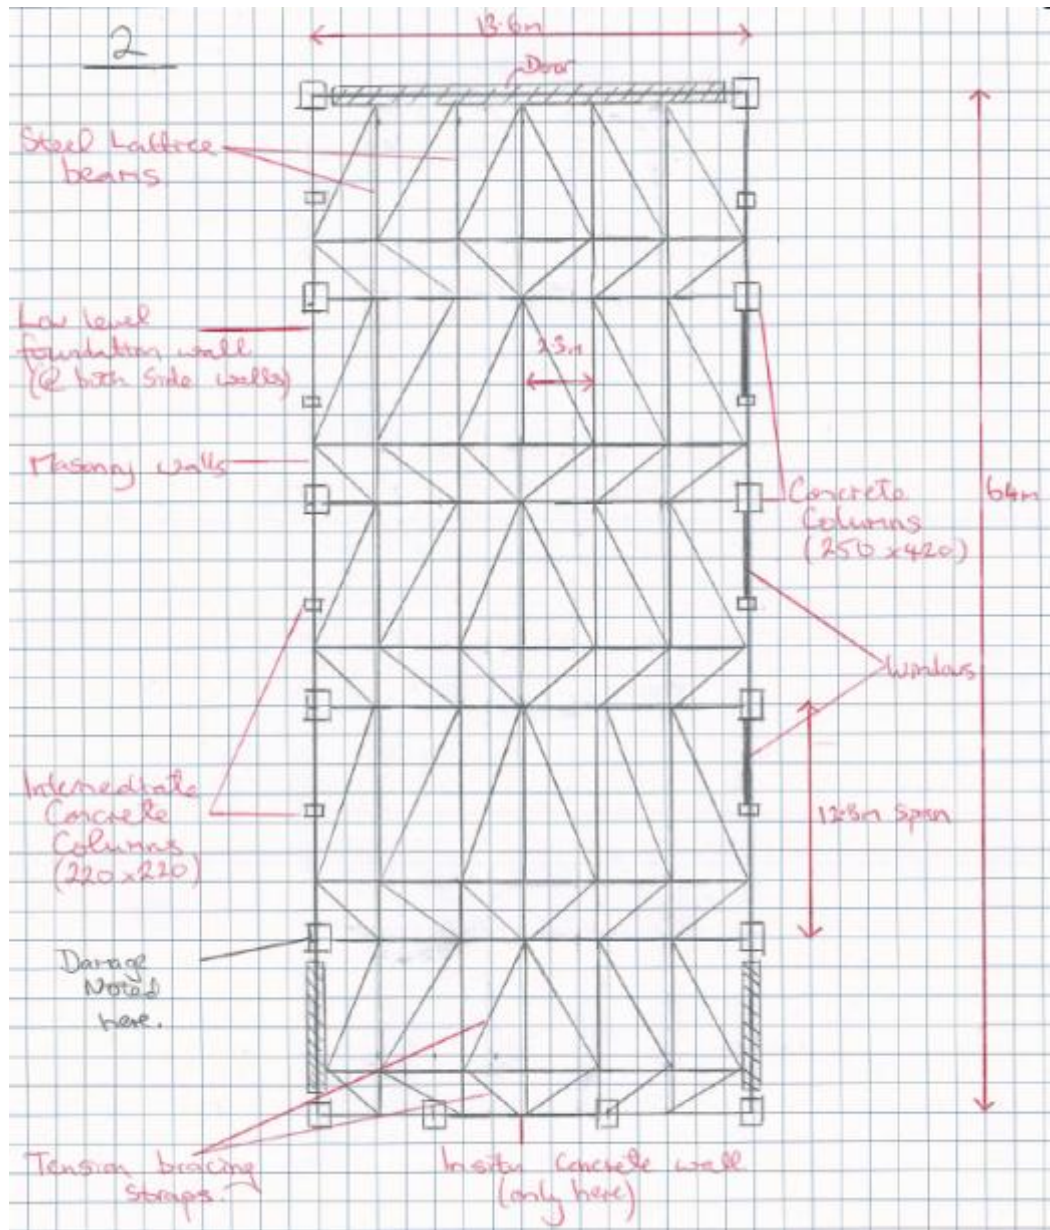 2
13.6m
Door
Steel Lattice
beams
Low level
foundation wall
(@ both side walls)
2.3m
Masonry walls
Concrete
Columns
(250 x 420)
64m
Windows
Intermediate
Concrete
Columns
(220 x 220)
12.8m Span
Damage
Noted
here.
Tension bracing
Straps.
Insitu Concrete wall
(only here)